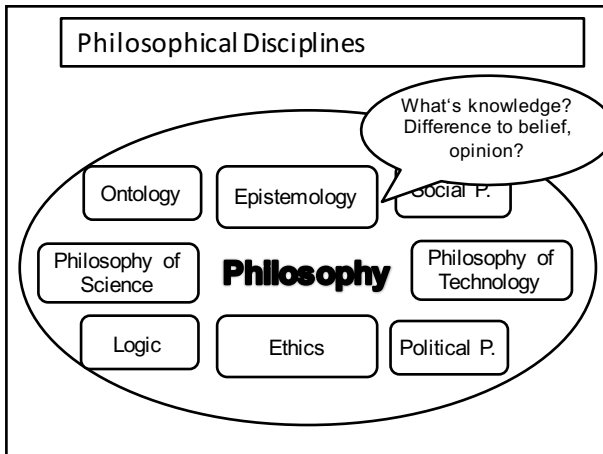 Philosophical Disciplines
What‘s knowledge?
Difference to belief,
opinion?
Ontology
Epistemology
Social P.
Philosophy of
Science
Philosophy
Philosophy of
Technology
Logic
Ethics
Political P.